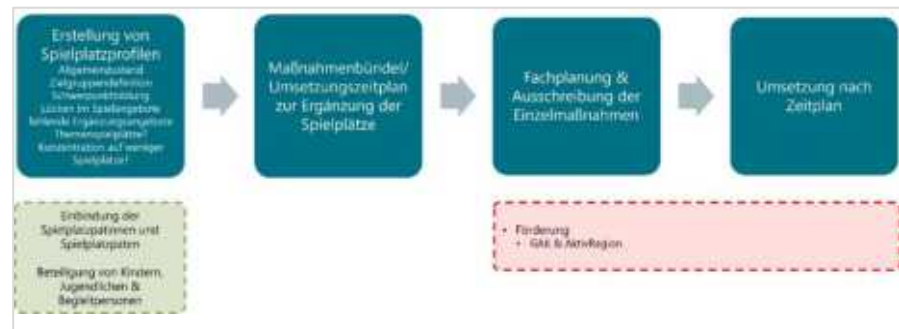 Erstellung von
Spielplatzprofilen
Allgemeinzustand
Zielgruppendefinition
Schwerpunktbildung
Lücken im Spielangebot
fehlende Ergänzungsangebote
Themenspielplätze?
Konzentration auf weniger
Spielplätze?
Maßnahmenbündel/
Umsetzungszeitplan
zur Ergänzung der
Spielplätze
Fachplanung &
Ausschreibung der
Einzelmaßnahmen
Umsetzung nach
Zeitplan
Einbindung der
Spielplatzpatinnen und
Spielplatzpaten
Beteiligung von Kindern,
Jugendlichen &
Begleitpersonen
• Förderung
• GAK & AktivRegion